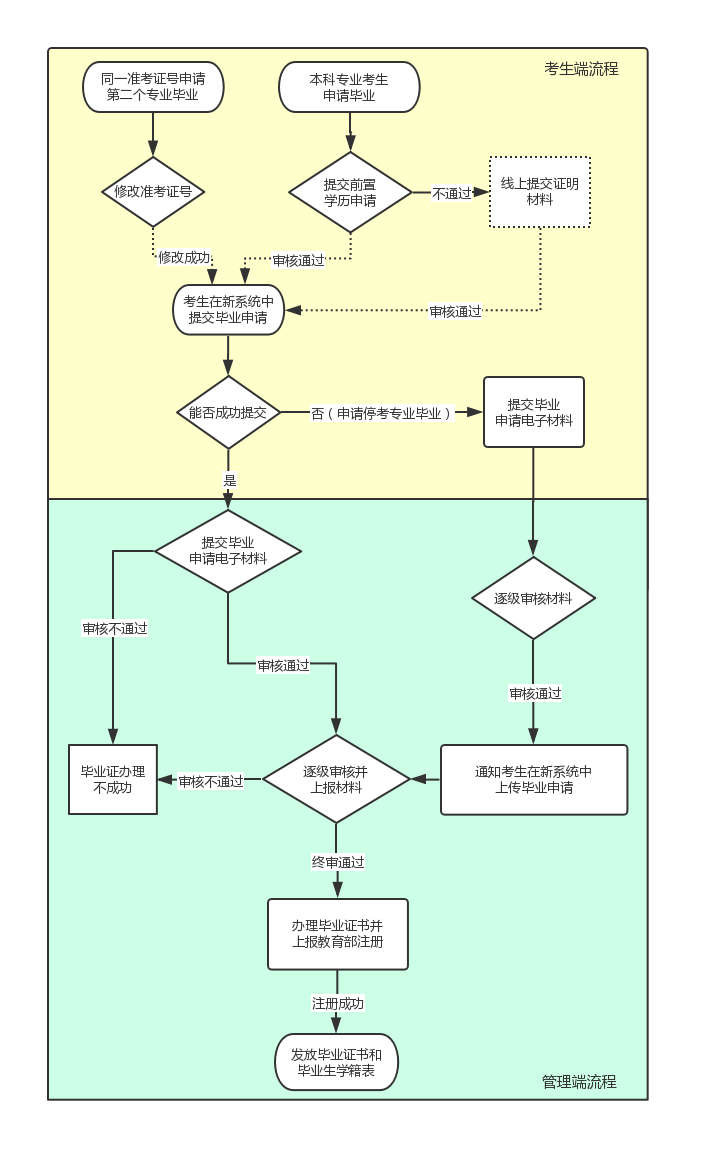 考生端流程
同一准考证号申请
第二个专业毕业
本科专业考生
申请毕业
修改准考证号
提交前置
学历申请
不通过
线上提交证明
材料
修改成功
审核通过
考生在新系统中
提交毕业申请
审核通过
能否成功提交
否（申请停考专业毕业）
提交毕业
申请电子材料
是
提交毕业
申请电子材料
逐级审核材料
审核不通过
审核通过
审核通过
毕业证办理
不成功
审核不通过
逐级审核并
上报材料
通知考生在新系统中
上传毕业申请
终审通过
办理毕业证书并
上报教育部注册
注册成功
发放毕业证书和
毕业生学籍表
管理端流程